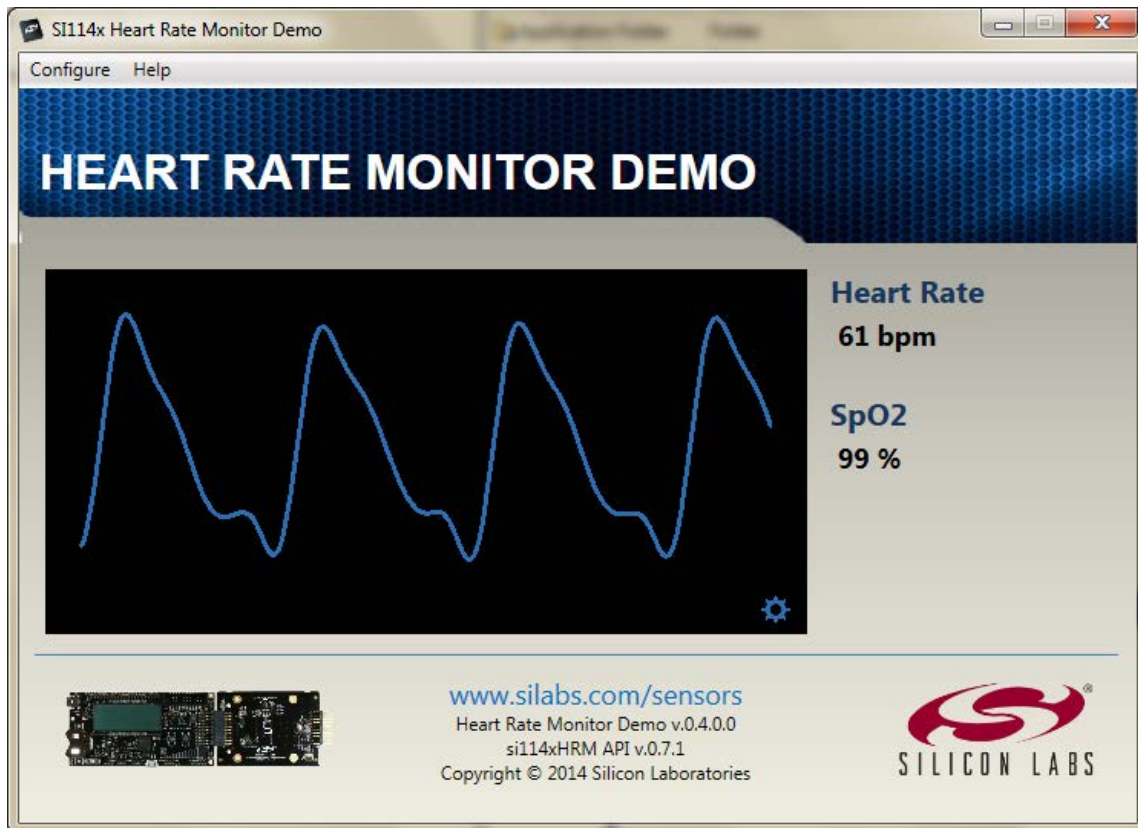 SI114x Heart Rate Monitor Demo
Configure Help
HEART RATE MONITOR DEMO
Heart Rate
61 bpm
SpO2
99 %
www.silabs.com/sensors
Heart Rate Monitor Demo v.0.4.0.0
si114xHRM API v.0.7.1
Copyright © 2014 Silicon Laboratories
®
SILICON LABS